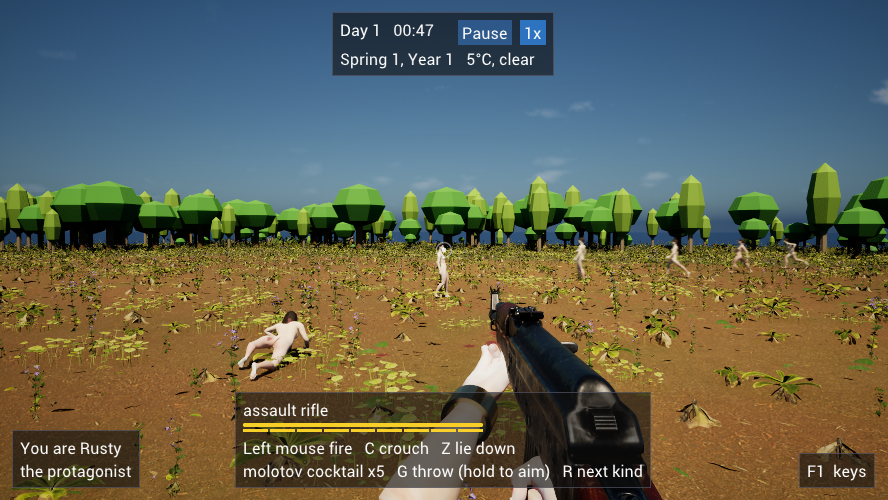 Day 1 00:47 Pause 1x
Spring 1, Year 1 5°C, clear
assault rifle
Left mouse fire C crouch Z lie down
molotov cocktail x5 G throw (hold to aim) R next kind
You are Rusty
the protagonist
F1 keys